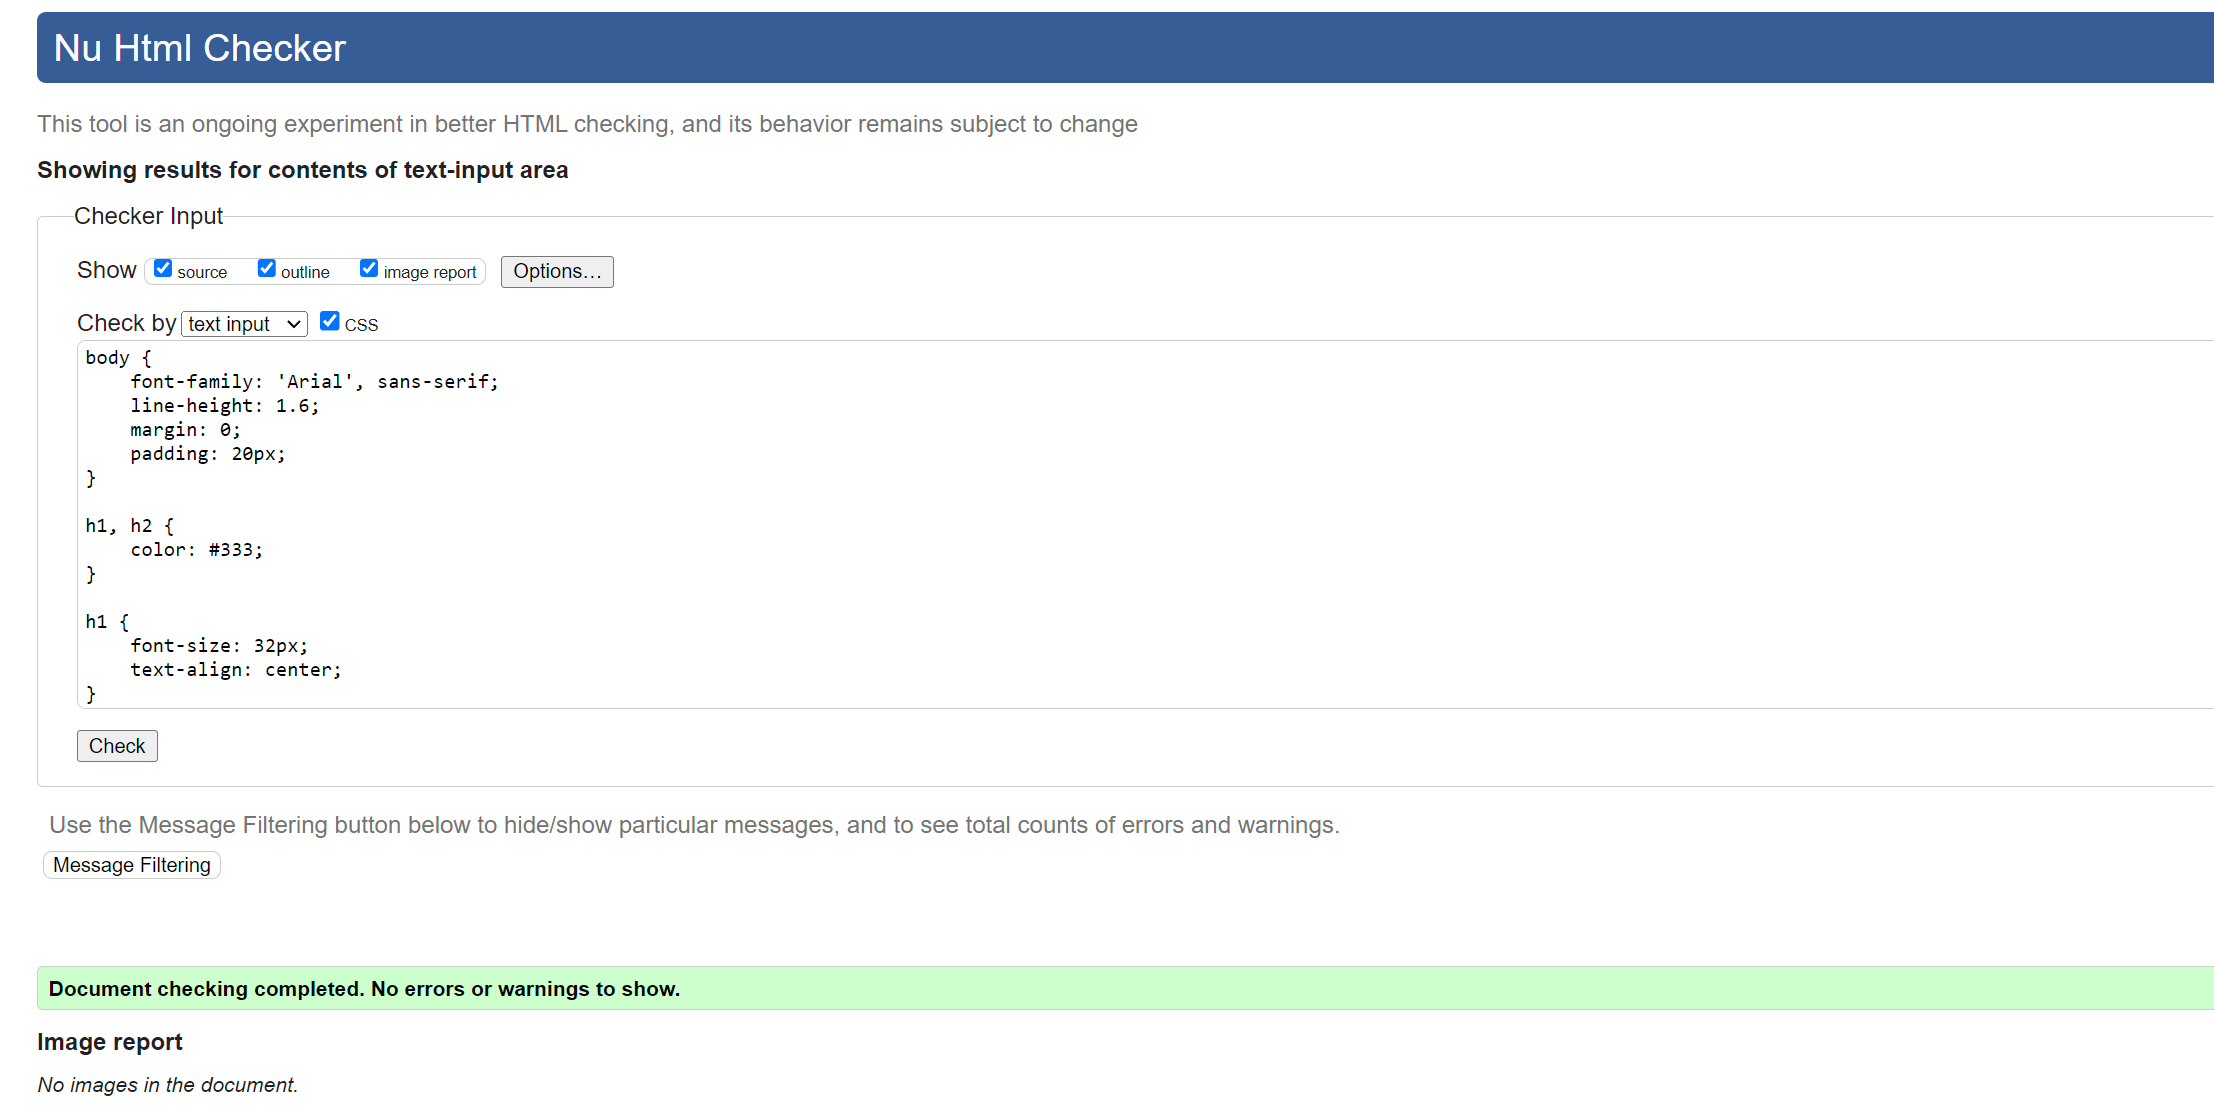 Nu Html Checker
This tool is an ongoing experiment in better HTML checking, and its behavior remains subject to change
Showing results for contents of text-input area
Checker Input
Show source outline image report Options...
Check by text input CSS
body {
    font-family: 'Arial', sans-serif;
    line-height: 1.6;
    margin: 0;
    padding: 20px;
}
h1, h2 {
    color: #333;
}
h1 {
    font-size: 32px;
    text-align: center;
}
Check
Use the Message Filtering button below to hide/show particular messages, and to see total counts of errors and warnings.
Message Filtering
Document checking completed. No errors or warnings to show.
Image report
No images in the document.